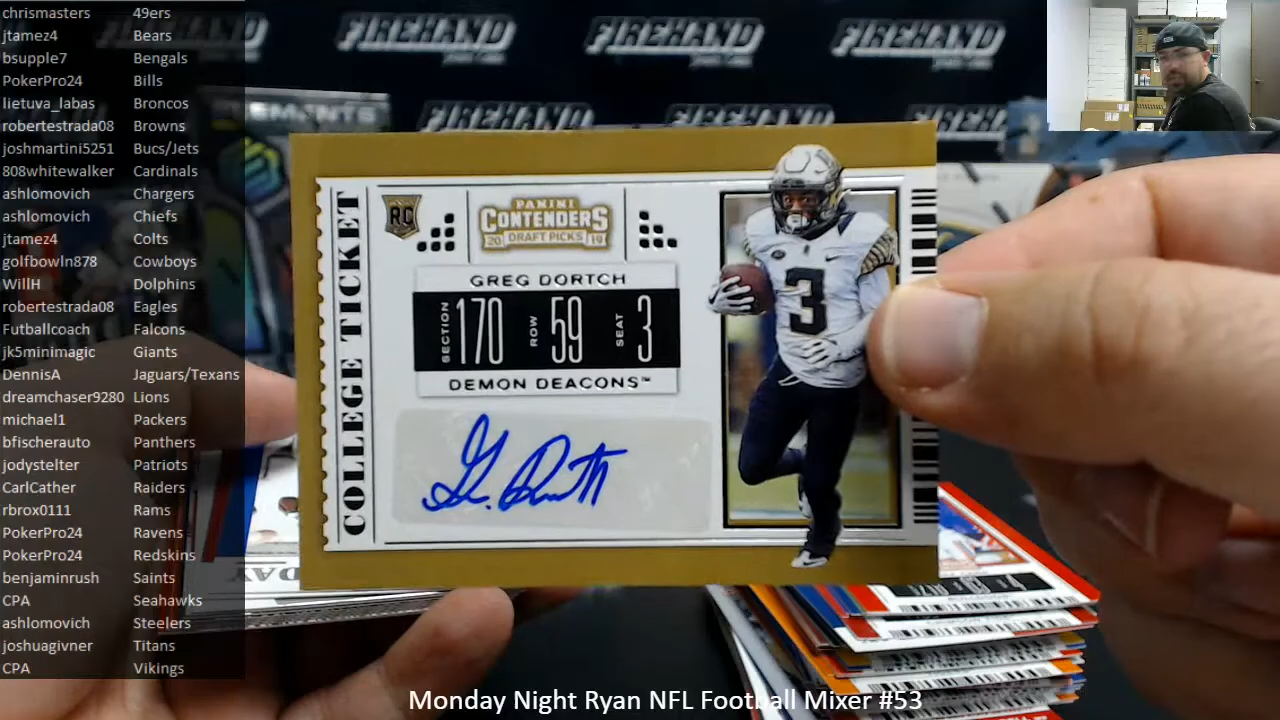 chrismasters 49ers
jtamez4 Bears
bsupple7 Bengals
PokerPro24 Bills
lietuva_labas Broncos
robertestrada08 Browns
joshmartini5251 Bucs/Jets
808whitewalker Cardinals
ashlomovich Chargers
ashlomovich Chiefs
jtamez4 Colts
golfbowln878 Cowboys
WillH Dolphins
robertestrada08 Eagles
Futballcoach Falcons
jk5minimagic Giants
DennisA Jaguars/Texans
dreamchaser9280 Lions
michael1 Packers
bfischerauto Panthers
jodystelter Patriots
CarlCather Raiders
rbrox0111 Rams
PokerPro24 Ravens
PokerPro24 Redskins
benjaminrush Saints
CPA Seahawks
ashlomovich Steelers
joshuagivner Titans
CPA Vikings
FIREHAND FIREHAND FIREHAND
FIREHAND FIREHAND FIREHAND
COLLEGE TICKET
RC
PANINI
CONTENDERS
20 DRAFT PICKS 19
GREG DORTCH
SECTION 170 ROW 59 SEAT 3
DEMON DEACONS™
3
Monday Night Ryan NFL Football Mixer #53